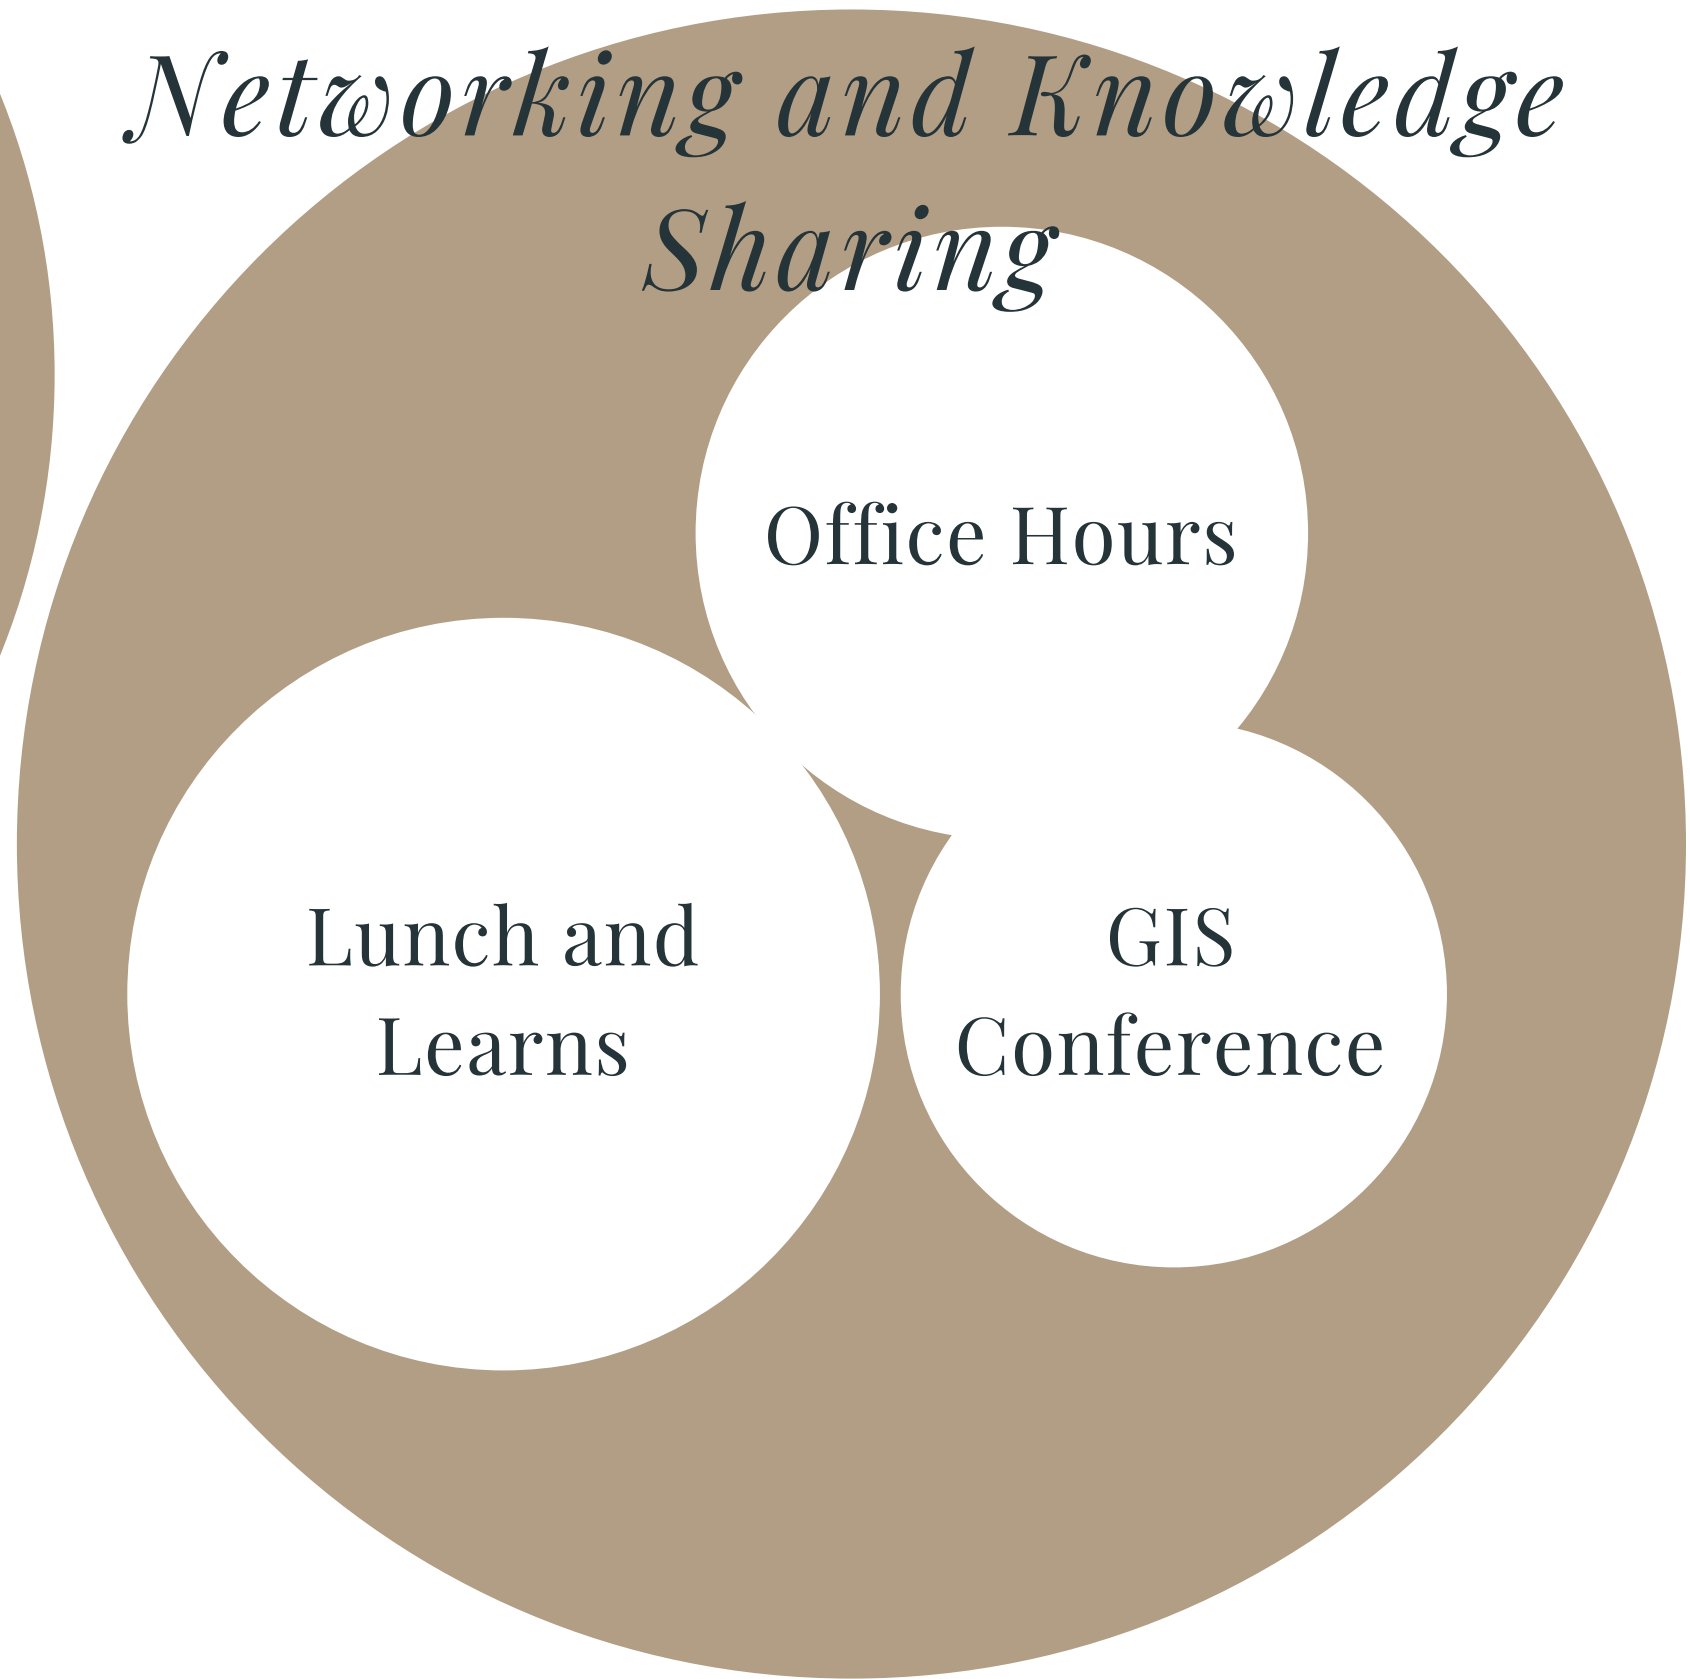 Networking and Knowledge
Sharing
Office Hours
Lunch and
Learns
GIS
Conference